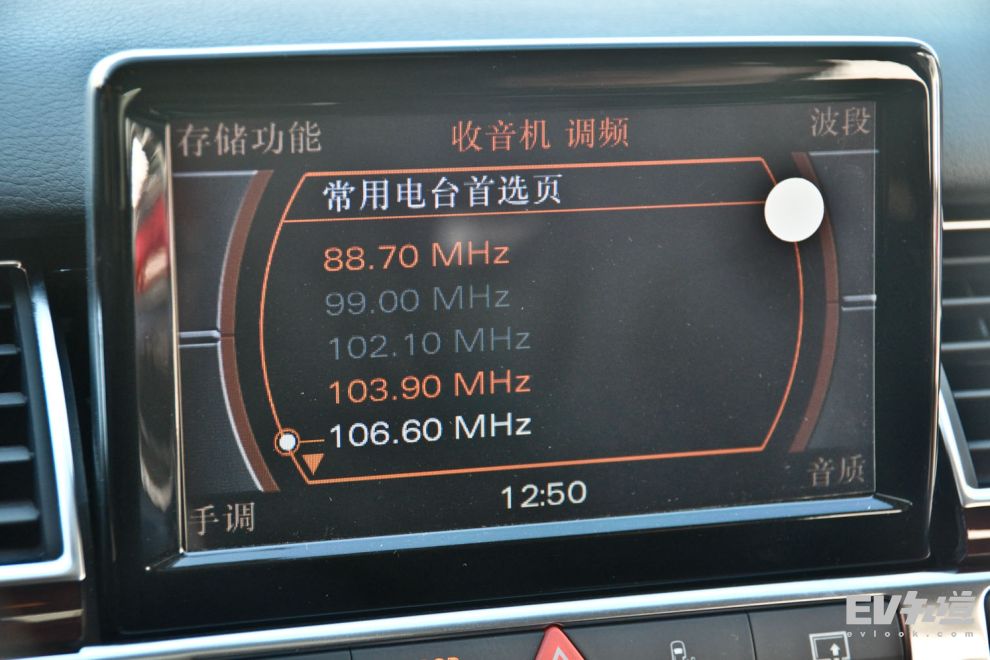 存储功能
收音机 调频
波段
常用电台首选页
88.70 MHz
99.00 MHz
102.10 MHz
103.90 MHz
106.60 MHz
12:50
手调
音质
EV先道
evlook.com